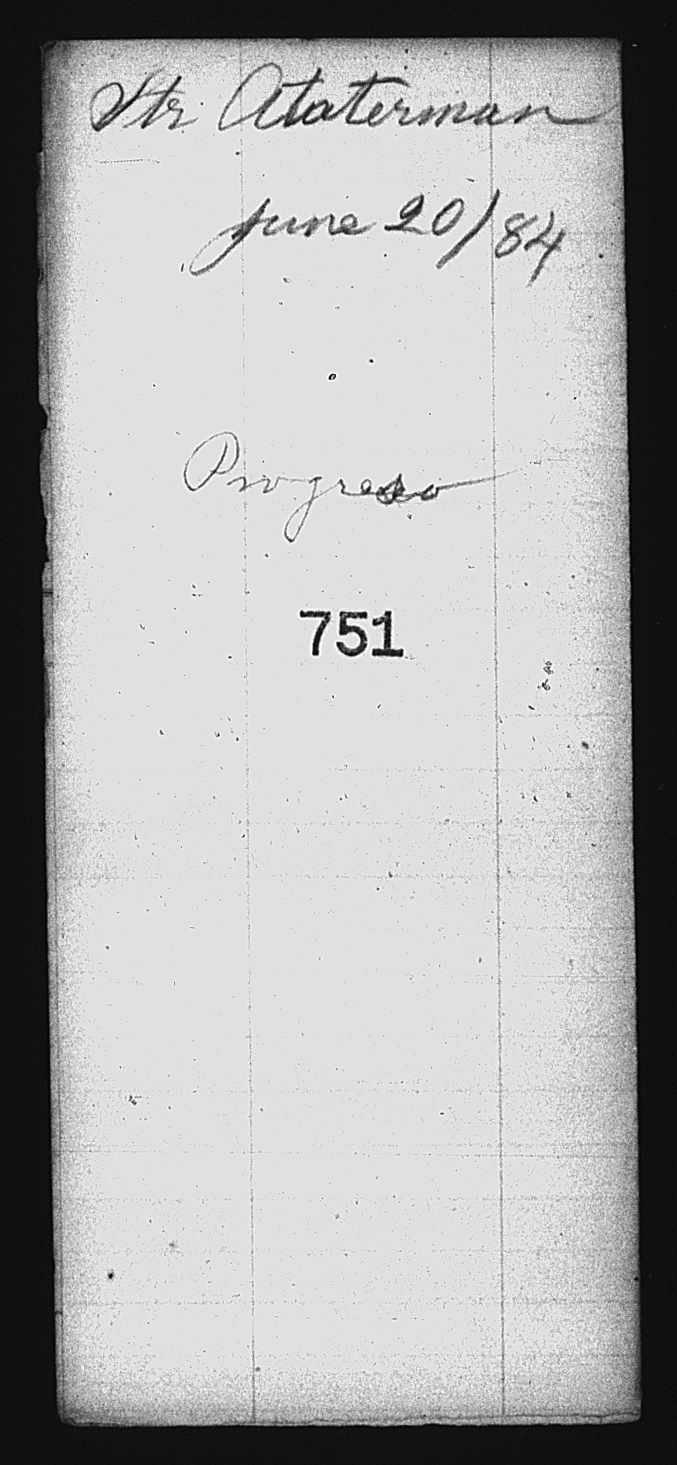 Str. Ataterman
June 20/84
Progreso
751